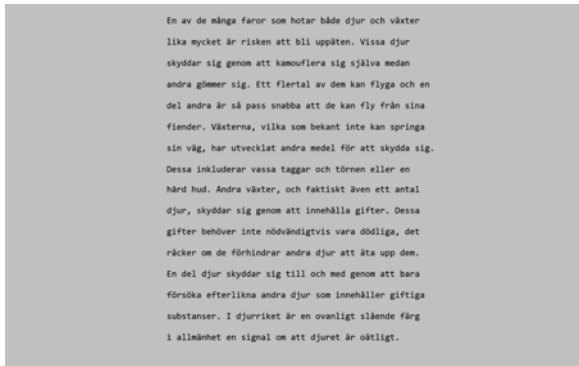 En av de många faror som hotar både djur och växter
lika mycket är risken att bli uppäten. Vissa djur
skyddar sig genom att kamouflera sig själva medan
andra gömmer sig. Ett flertal av dem kan flyga och en
del andra är så pass snabba att de kan fly från sina
fiender. Växterna, vilka som bekant inte kan springa
sin väg, har utvecklat andra medel för att skydda sig.
Dessa inkluderar vassa taggar och törnen eller en
hård hud. Andra växter, och faktiskt även ett antal
djur, skyddar sig genom att innehålla gifter. Dessa
gifter behöver inte nödvändigtvis vara dödliga, det
räcker om de förhindrar andra djur att äta upp dem.
En del djur skyddar sig till och med genom att bara
försöka efterlikna andra djur som innehåller giftiga
substanser. I djurriket är en ovanligt slående färg
i allmänhet en signal om att djuret är oätligt.